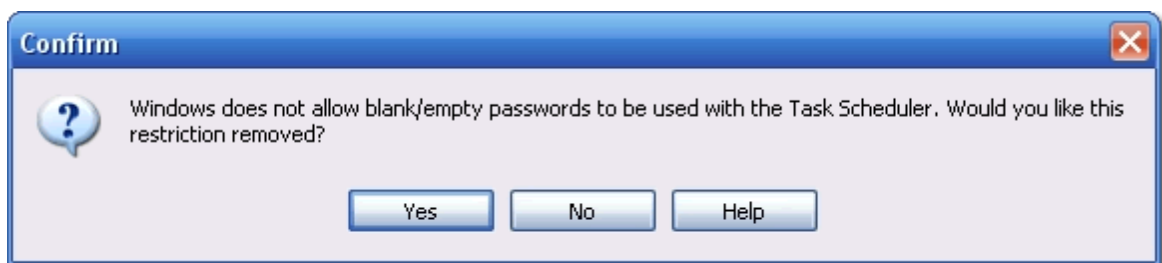 Confirm
Windows does not allow blank/empty passwords to be used with the Task Scheduler. Would you like this
restriction removed?
Yes No Help